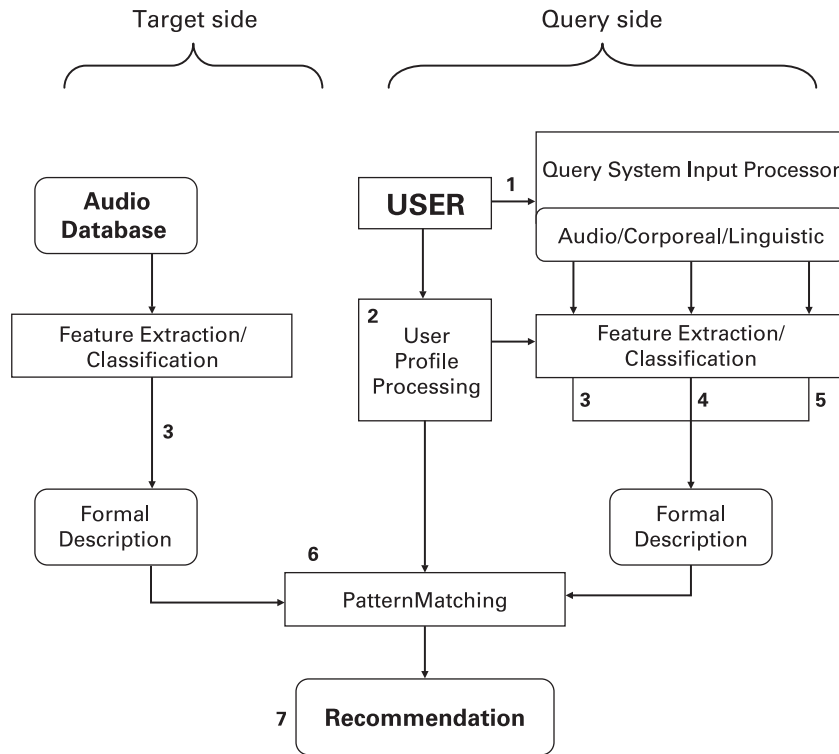 Target side
Query side
Audio
Database
USER
1
Query System Input Processor
Audio/Corporeal/Linguistic
Feature Extraction/
Classification
2
User
Profile
Processing
Feature Extraction/
Classification
3
3
4
5
Formal
Description
Formal
Description
6
PatternMatching
7
Recommendation